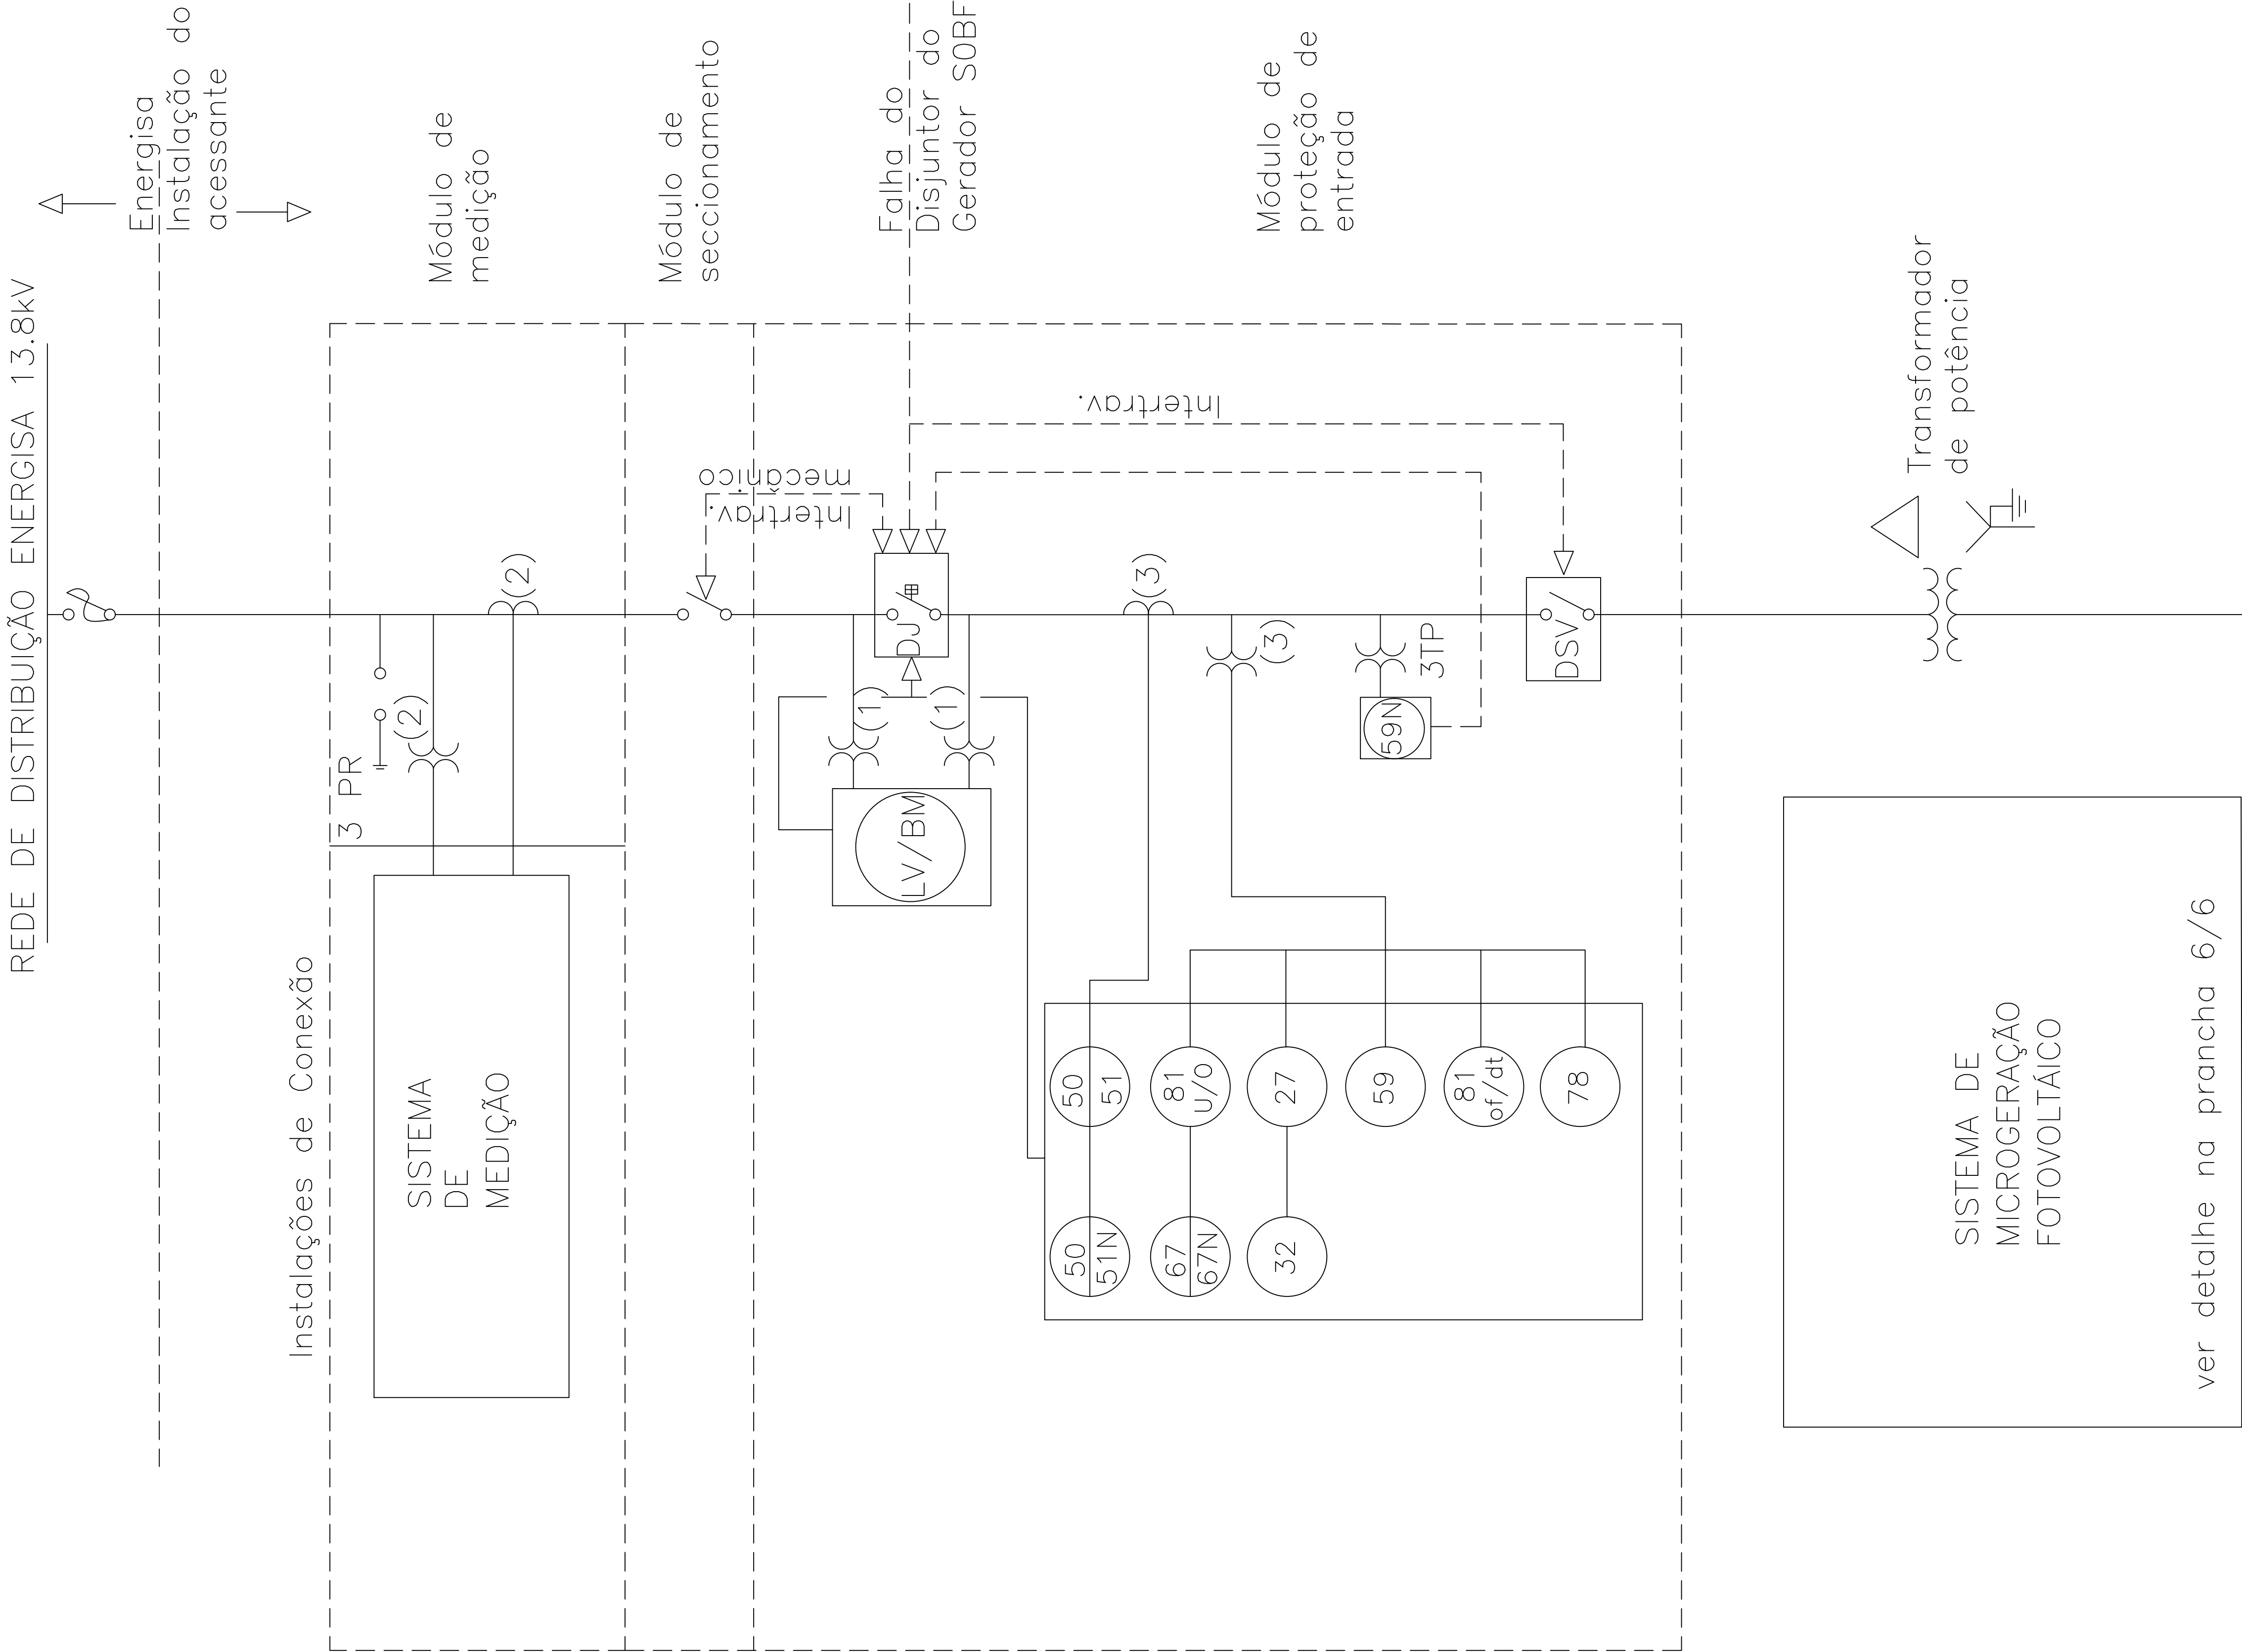 REDE DE DISTRIBUIÇÃO ENERGISA 13.8kV
Energisa
Instalação do
acessante
Instalações de Conexão
3 PR
(2)
(2)
Módulo de
medição
SISTEMA
DE
MEDIÇÃO
Módulo de
seccionamento
Intertrav.
mecânico
Falha do
Disjuntor do
Gerador 50BF
DJ
(1)
(1)
LV/BM
Intertrav.
Módulo de
proteção de
entrada
(3)
(3)
3TP
59N
DSV
50
51
81
U/O
27
59
81
of/dt
78
50
51N
67
67N
32
Transformador
de potência
SISTEMA DE
MICROGERAÇÃO
FOTOVOLTÁICO
ver detalhe na prancha 6/6